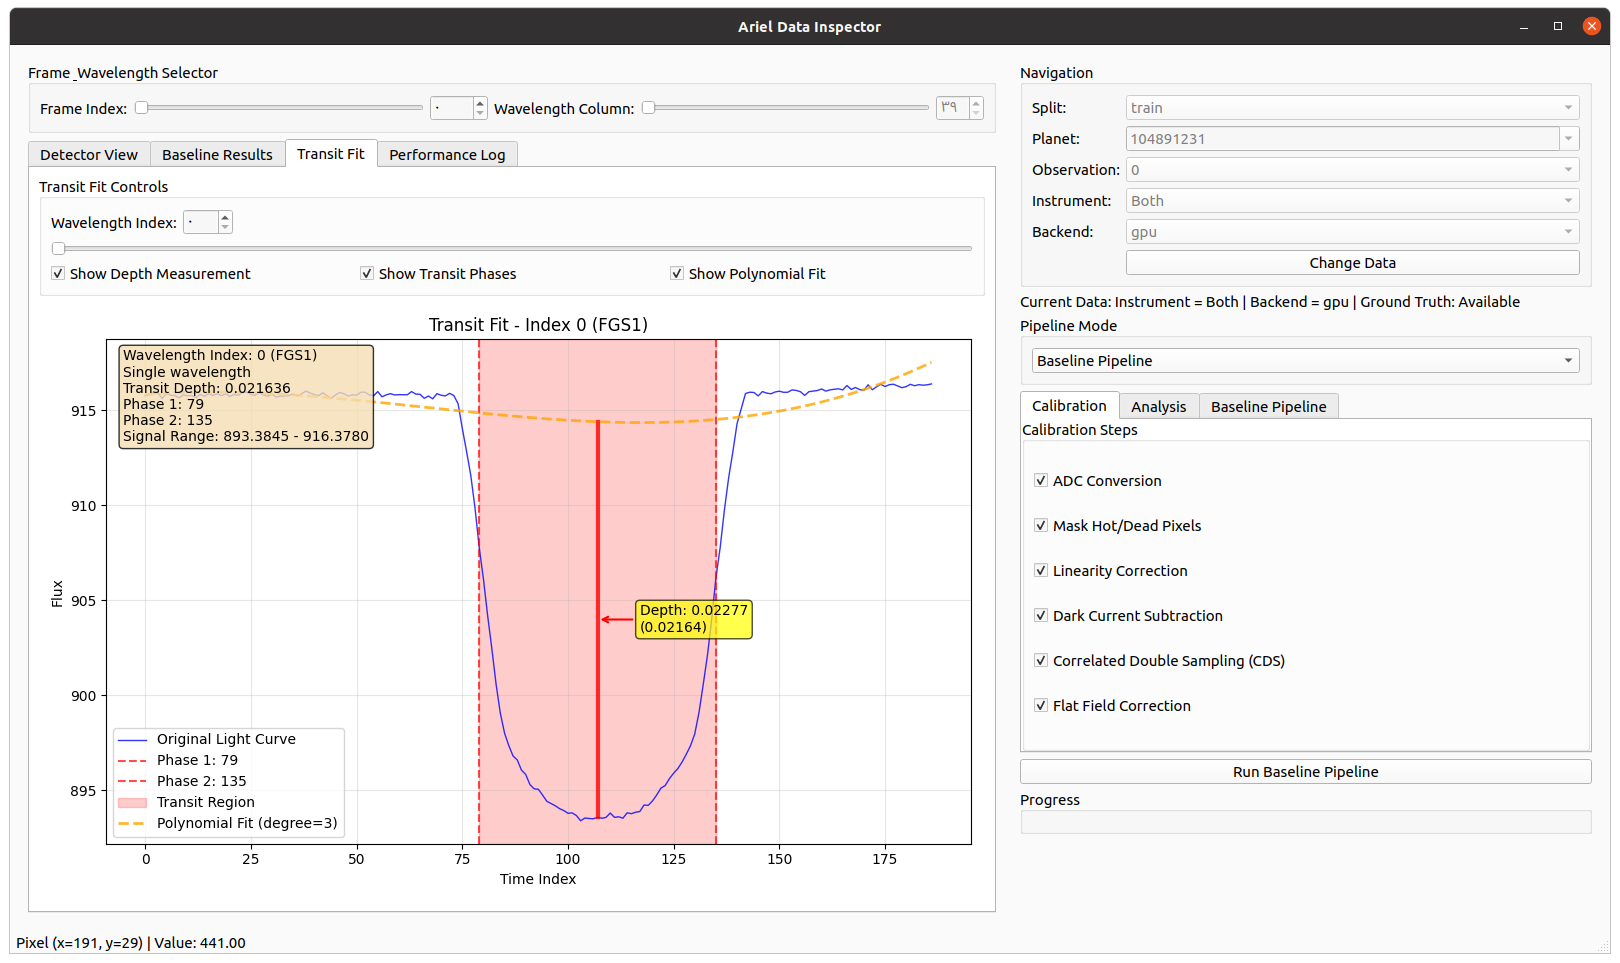 Ariel Data Inspector
Frame _Wavelength Selector
Frame Index:
٠
Wavelength Column:
٣٩
Detector View
Baseline Results
Transit Fit
Performance Log
Transit Fit Controls
Wavelength Index:
٠
Show Depth Measurement
Show Transit Phases
Show Polynomial Fit
Transit Fit - Index 0 (FGS1)
Wavelength Index: 0 (FGS1)
Single wavelength
Transit Depth: 0.021636
Phase 1: 79
Phase 2: 135
Signal Range: 893.3845 - 916.3780
915
910
905
900
895
Flux
Depth: 0.02277
(0.02164)
Original Light Curve
Phase 1: 79
Phase 2: 135
Transit Region
Polynomial Fit (degree=3)
0
25
50
75
100
125
150
175
Time Index
Pixel (x=191, y=29) | Value: 441.00
Navigation
Split:
train
Planet:
104891231
Observation:
0
Instrument:
Both
Backend:
gpu
Change Data
Current Data: Instrument = Both | Backend = gpu | Ground Truth: Available
Pipeline Mode
Baseline Pipeline
Calibration
Analysis
Baseline Pipeline
Calibration Steps
ADC Conversion
Mask Hot/Dead Pixels
Linearity Correction
Dark Current Subtraction
Correlated Double Sampling (CDS)
Flat Field Correction
Run Baseline Pipeline
Progress